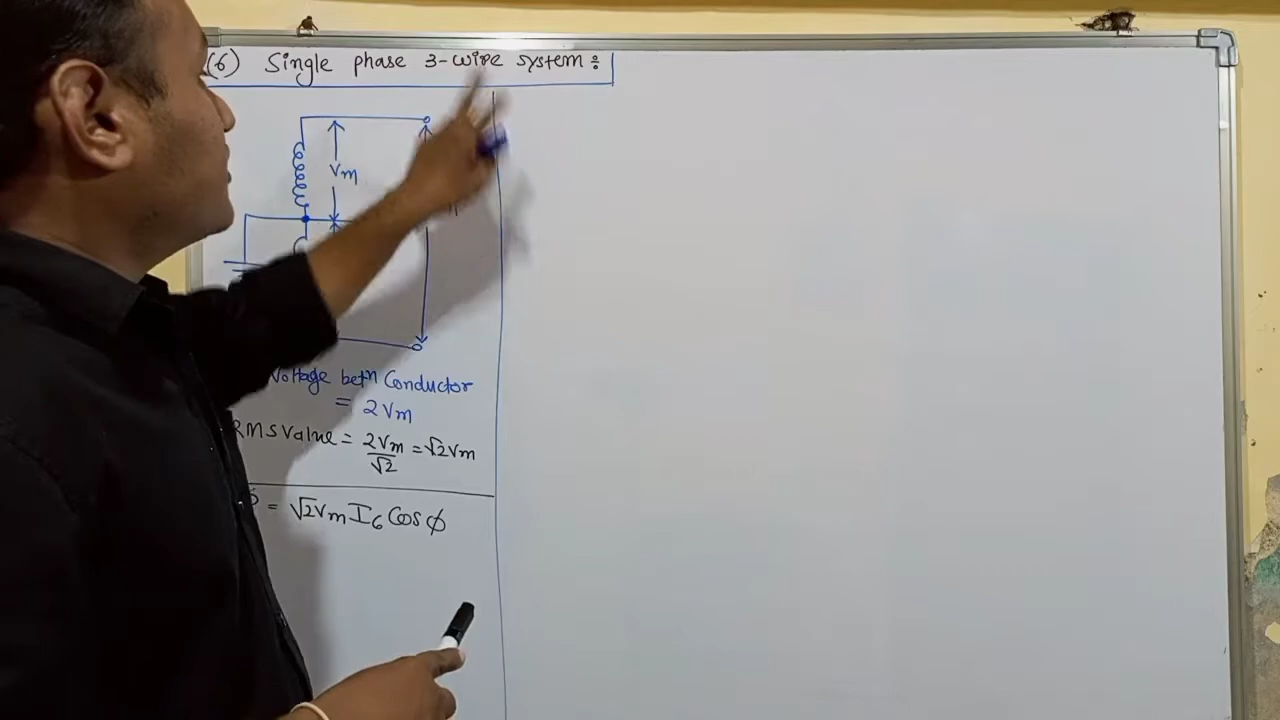 (6) Single phase 3-wire system :
Vm
Voltage betn Conductor
= 2Vm
RMS Value = 2Vm/√2 = √2Vm
= √2Vm I6 Cos φ